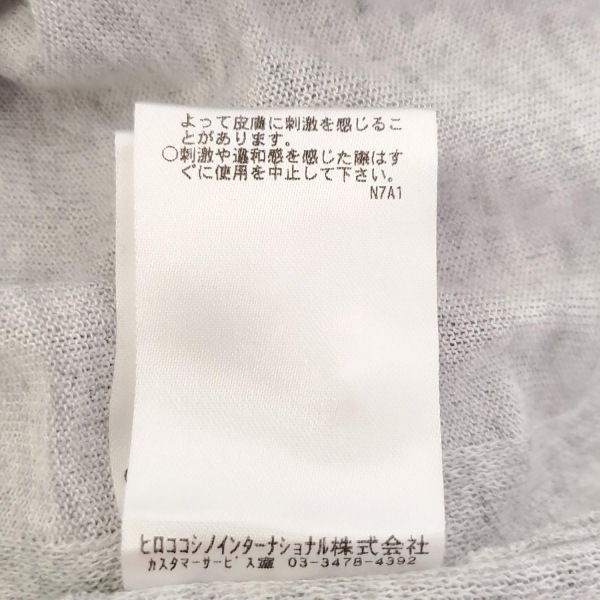 よって皮膚に刺激を感じるこ
とがあります。
○刺激や違和感を感じた際はす
ぐに使用を中止して下さい。
N7A1
ヒロココシノインターナショナル株式会社
カスタマーサービス室 03-3478-4392